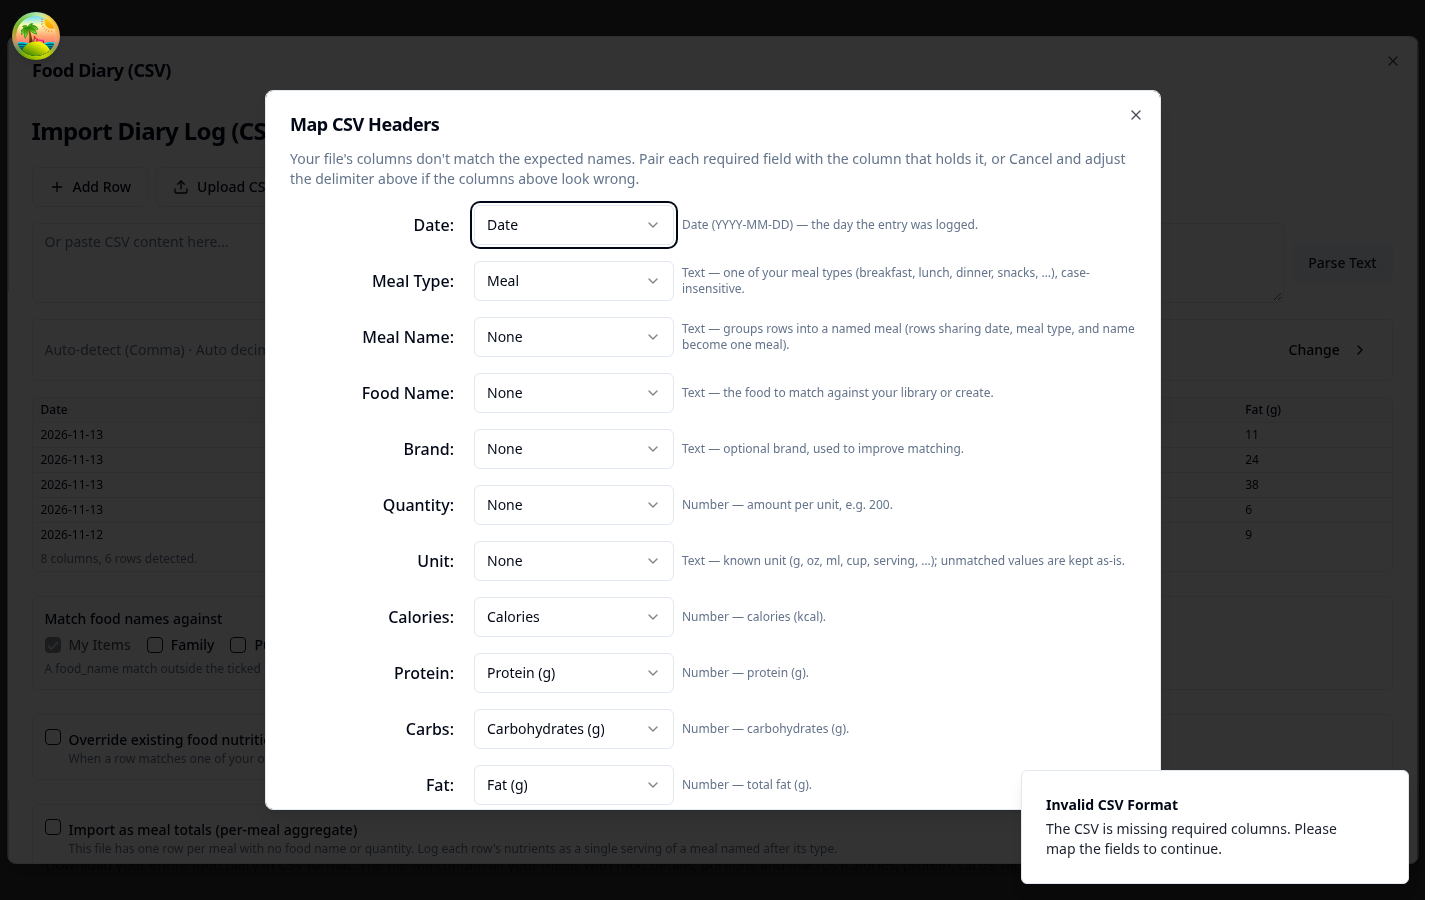 Food Diary (CSV)
Import Diary Log (CS
Add Row
Upload CS
Or paste CSV content here...
Parse Text
Auto-detect (Comma) · Auto decin
Change
Date
Fat (g)
2026-11-13
11
2026-11-13
24
2026-11-13
38
2026-11-13
6
2026-11-12
9
8 columns, 6 rows detected.
Match food names against
My Items
Family
A food_name match outside the ticked
Override existing food nutriti
When a row matches one of your o
Import as meal totals (per-meal aggregate)
This file has one row per meal with no food name or quantity. Log each row's nutrients as a single serving of a meal named after its type.
Map CSV Headers
Your file's columns don't match the expected names. Pair each required field with the column that holds it, or Cancel and adjust
the delimiter above if the columns above look wrong.
Date:
Date
Date (YYYY-MM-DD) — the day the entry was logged.
Meal Type:
Meal
Text — one of your meal types (breakfast, lunch, dinner, snacks, ...), case-
insensitive.
Meal Name:
None
Text — groups rows into a named meal (rows sharing date, meal type, and name
become one meal).
Food Name:
None
Text — the food to match against your library or create.
Brand:
None
Text — optional brand, used to improve matching.
Quantity:
None
Number — amount per unit, e.g. 200.
Unit:
None
Text — known unit (g, oz, ml, cup, serving, ...); unmatched values are kept as-is.
Calories:
Calories
Number — calories (kcal).
Protein:
Protein (g)
Number — protein (g).
Carbs:
Carbohydrates (g)
Number — carbohydrates (g).
Fat:
Fat (g)
Number — total fat (g).
Invalid CSV Format
The CSV is missing required columns. Please
map the fields to continue.